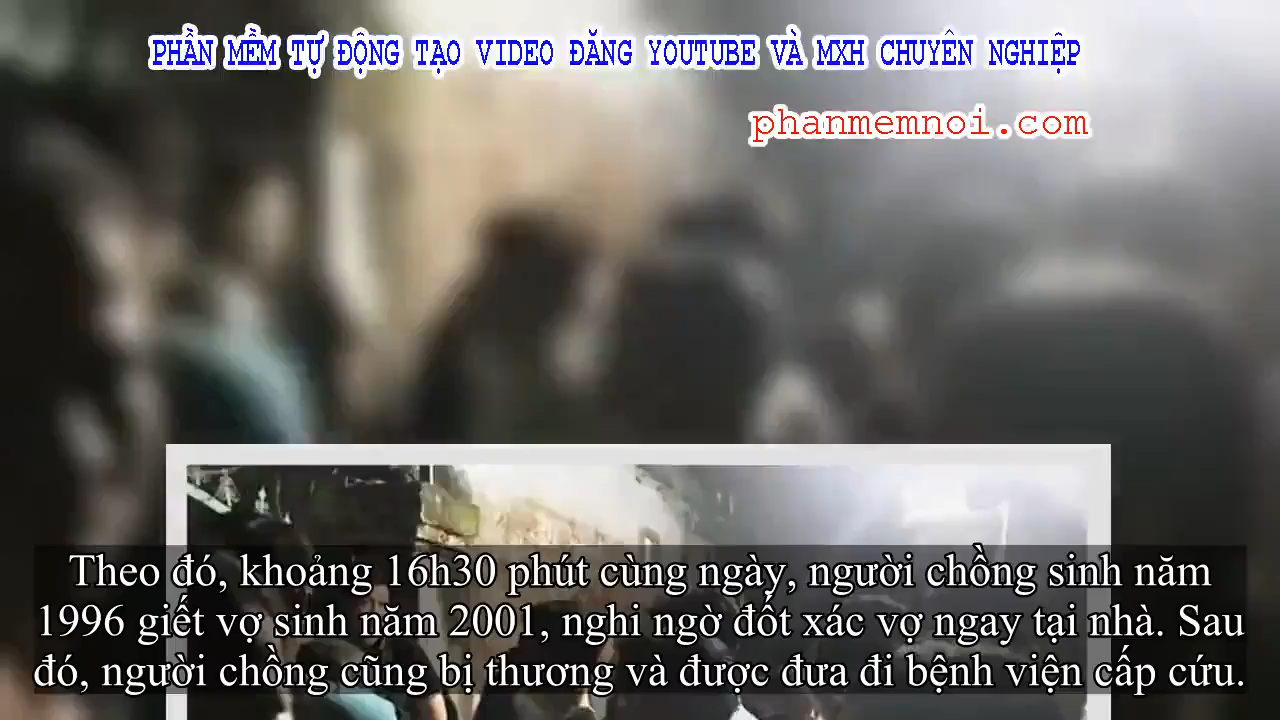 PHẦN MỀM TỰ ĐỘNG TẠO VIDEO ĐĂNG YOUTUBE VÀ MXH CHUYÊN NGHIỆP
phanmemnoi.com
Theo đó, khoảng 16h30 phút cùng ngày, người chồng sinh năm
1996 giết vợ sinh năm 2001, nghi ngờ đốt xác vợ ngay tại nhà. Sau
đó, người chồng cũng bị thương và được đưa đi bệnh viện cấp cứu.